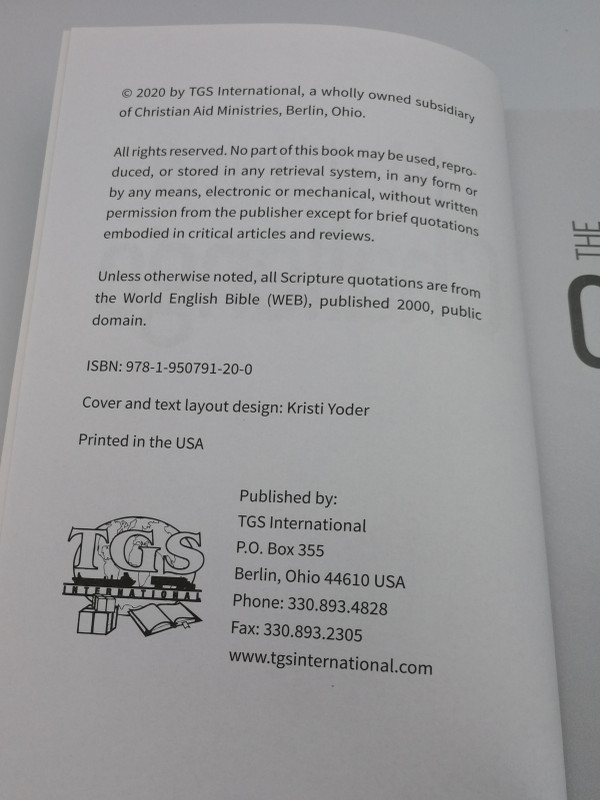 © 2020 by TGS International, a wholly owned subsidiary
of Christian Aid Ministries, Berlin, Ohio.
All rights reserved. No part of this book may be used, repro-
duced, or stored in any retrieval system, in any form or
by any means, electronic or mechanical, without written
permission from the publisher except for brief quotations
embodied in critical articles and reviews.
Unless otherwise noted, all Scripture quotations are from
the World English Bible (WEB), published 2000, public
domain.
ISBN: 978-1-950791-20-0
Cover and text layout design: Kristi Yoder
Printed in the USA
TGS
INTERNATIONAL
Published by:
TGS International
P.O. Box 355
Berlin, Ohio 44610 USA
Phone: 330.893.4828
Fax: 330.893.2305
www.tgsinternational.com
THE